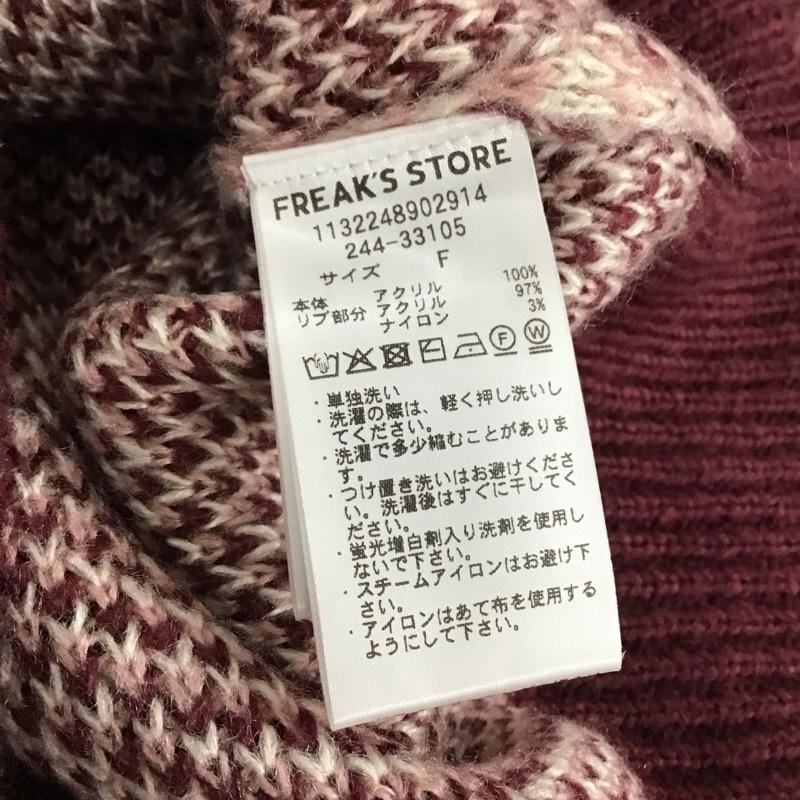 FREAK'S STORE
1132248902914
244-33105
サイズ F
本体 アクリル 100%
リブ部分 アクリル 97%
ナイロン 3%
F W
・単独洗い
・洗濯の際は、軽く押し洗いし
てください。
・洗濯で多少縮むことがありま
す。
・つけ置き洗いはお避けくださ
い。洗濯後はすぐに干してく
ださい。
・蛍光増白剤入り洗剤を使用し
ないで下さい。
・スチームアイロンはお避け下
さい。
・アイロンはあて布を使用する
ようにして下さい。